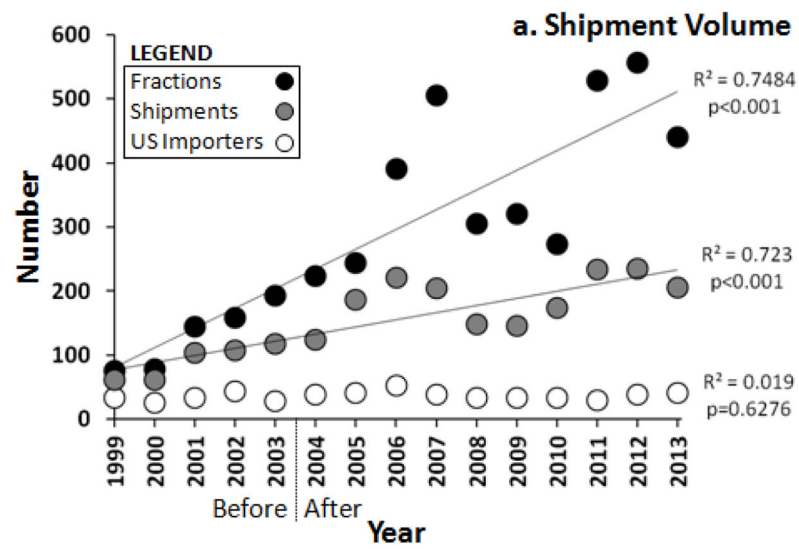 a. Shipment Volume
600
500
400
300
200
100
0
Number
LEGEND
Fractions
Shipments
US Importers
R² = 0.7484
p<0.001
R² = 0.723
p<0.001
R² = 0.019
p=0.6276
1999
2000
2001
2002
2003
2004
2005
2006
2007
2008
2009
2010
2011
2012
2013
Before After
Year